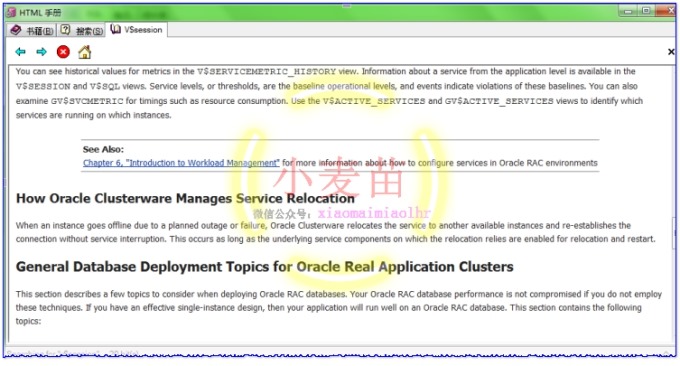 HTML 手册
书籍(B) 搜索(S) V$session
You can see historical values for metrics in the V$SERVICEMETRIC_HISTORY view. Information about a service from the application level is available in the
V$SESSION and V$SQL views. Service levels, or thresholds, are the baseline operational levels, and events indicate violations of these baselines. You can also
examine GV$SVCMETRIC for timings such as resource consumption. Use the V$ACTIVE_SERVICES and GV$ACTIVE_SERVICES views to identify which
services are running on which instances.
See Also:
Chapter 6, "Introduction to Workload Management" for more information about how to configure services in Oracle RAC environments
小麦苗
How Oracle Clusterware Manages Service Relocation
微信公众号：xiaomaimiaolhr
When an instance goes offline due to a planned outage or failure, Oracle Clusterware relocates the service to another available instances and re-establishes the
connection without service interruption. This occurs as long as the underlying service components on which the relocation relies are enabled for relocation and restart.
General Database Deployment Topics for Oracle Real Application Clusters
This section describes a few topics to consider when deploying Oracle RAC databases. Your Oracle RAC database performance is not compromised if you do not employ
these techniques. If you have an effective single-instance design, then your application will run well on an Oracle RAC database. This section contains the following
topics: